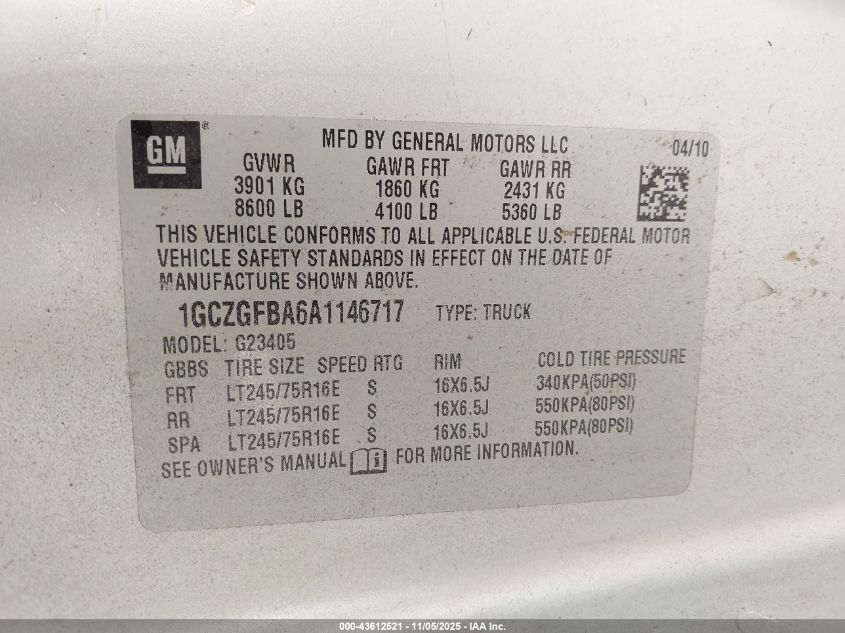 GM ®
MFD BY GENERAL MOTORS LLC 04/10
GVWR GAWR FRT GAWR RR
3901 KG 1860 KG 2431 KG
8600 LB 4100 LB 5360 LB
THIS VEHICLE CONFORMS TO ALL APPLICABLE U.S. FEDERAL MOTOR
VEHICLE SAFETY STANDARDS IN EFFECT ON THE DATE OF
MANUFACTURE SHOWN ABOVE.
1GCZGFBA6A1146717 TYPE: TRUCK
MODEL: G23405
GBBS TIRE SIZE SPEED RTG RIM COLD TIRE PRESSURE
FRT LT245/75R16E S 16X6.5J 340KPA(50PSI)
RR LT245/75R16E S 16X6.5J 550KPA(80PSI)
SPA LT245/75R16E S 16X6.5J 550KPA(80PSI)
SEE OWNER'S MANUAL i FOR MORE INFORMATION.
000-43612521 - 11/05/2025 - IAA Inc.